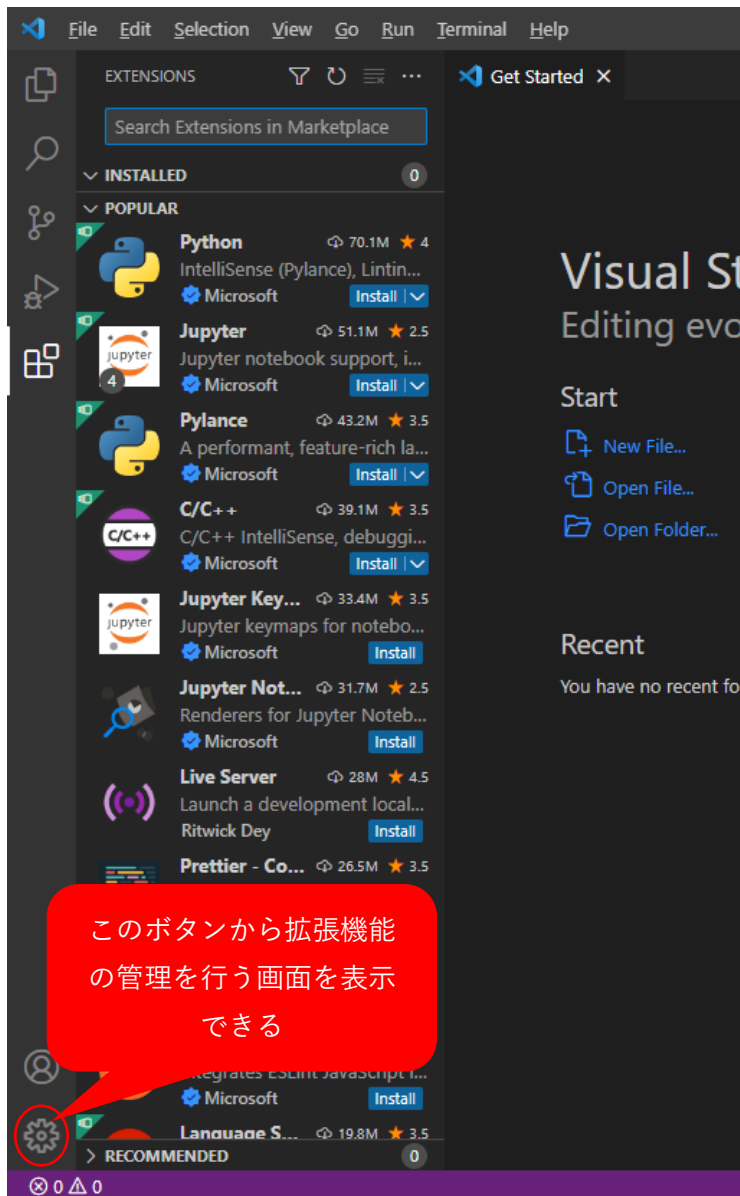 File Edit Selection View Go Run Terminal Help
EXTENSIONS
Get Started
Search Extensions in Marketplace
INSTALLED 0
POPULAR
Python 70.1M 4
IntelliSense (Pylance), Lintin...
Microsoft Install
Jupyter 51.1M 2.5
Jupyter notebook support, i...
Microsoft Install
jupyter
4
Pylance 43.2M 3.5
A performant, feature-rich la...
Microsoft Install
C/C++ 39.1M 3.5
C/C++ IntelliSense, debuggi...
Microsoft Install
C/C++
Jupyter Key... 33.4M 3.5
Jupyter keymaps for notebo...
Microsoft Install
jupyter
Jupyter Not... 31.7M 2.5
Renderers for Jupyter Noteb...
Microsoft Install
Live Server 28M 4.5
Launch a development local...
Ritwick Dey Install
Prettier - Co... 26.5M 3.5
このボタンから拡張機能
の管理を行う画面を表示
できる
Integrates ESLint JavaScript i...
Microsoft Install
Language S... 19.8M 3.5
RECOMMENDED 0
0 0
Visual St
Editing evo
Start
New File...
Open File...
Open Folder...
Recent
You have no recent fo